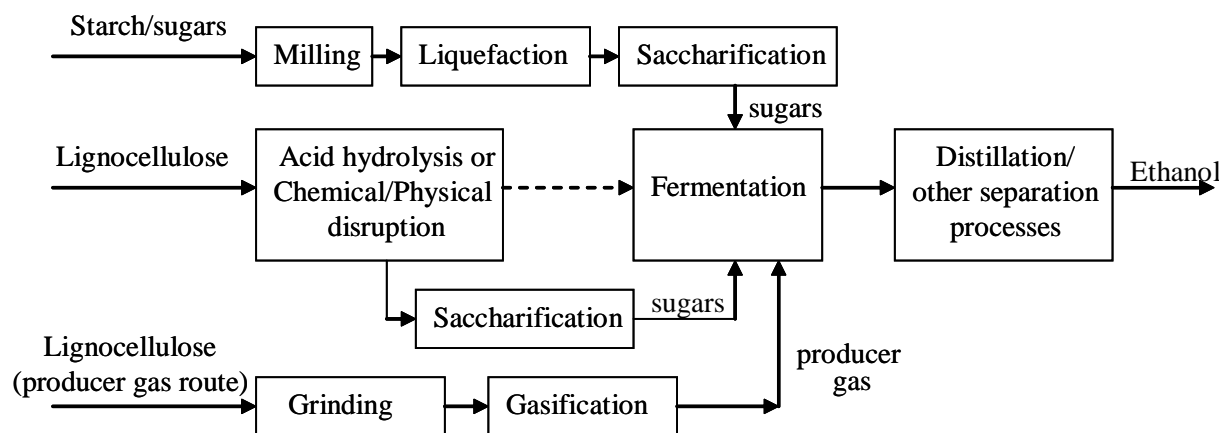 Starch/sugars
Milling
Liquefaction
Saccharification
sugars
Lignocellulose
Acid hydrolysis or
Chemical/Physical
disruption
Fermentation
Distillation/
other separation
processes
Ethanol
Saccharification
sugars
Lignocellulose
(producer gas route)
Grinding
Gasification
producer
gas